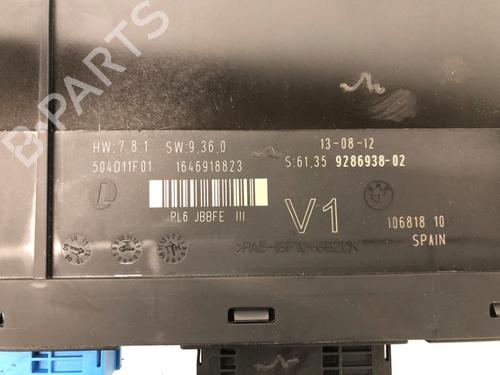 HW:7,8,1 SW:9,36,0 13-08-12
504D11F01 1646918823 S:61,35 9286938-02
PL6 JBBFE III
V1
106818 10
SPAIN